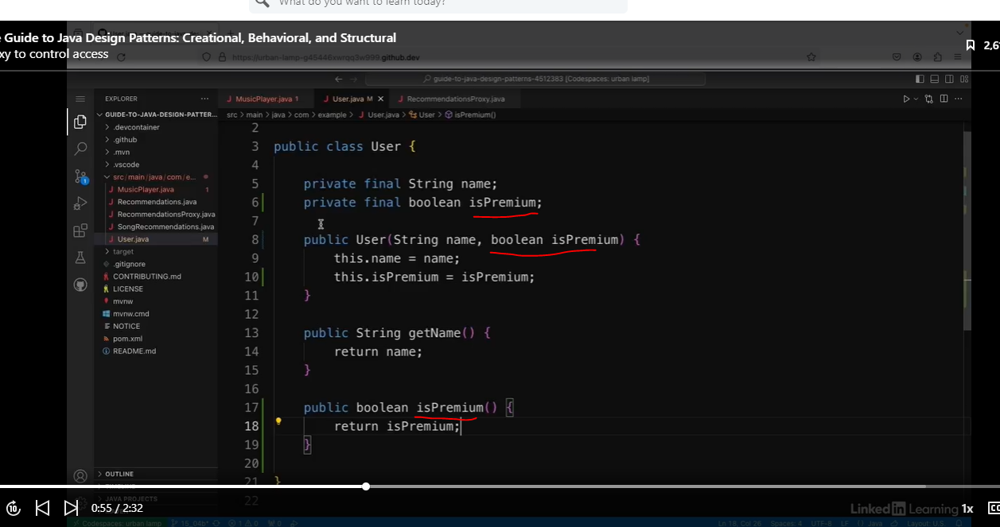 What do you want to learn today?
Guide to Java Design Patterns: Creational, Behavioral, and Structural
xy to control access
2,6
https://urban-lamp-g45446xwrqq3w999.github.dev
guide-to-java-design-patterns-4512383 [Codespaces: urban lamp]
EXPLORER
MusicPlayer.java 1
User.java M
RecommendationsProxy.java
GUIDE-TO-JAVA-DESIGN-PATTER...
src > main > java > com > example > User.java > User > isPremium()
.devcontainer
.github
.mvn
.vscode
src/main/java/com/e...
MusicPlayer.java 1
Recommendations.java
RecommendationsProxy.java
SongRecommendations.java
User.java M
target
.gitignore
CONTRIBUTING.md
LICENSE
mvnw
mvnw.cmd
NOTICE
pom.xml
README.md
OUTLINE
TIMELINE
JAVA PROJECTS
2
3 public class User {
4
5 private final String name;
6 private final boolean isPremium;
7
8 public User(String name, boolean isPremium) {
9 this.name = name;
10 this.isPremium = isPremium;
11 }
12
13 public String getName() {
14 return name;
15 }
16
17 public boolean isPremium() {
18 return isPremium;
19 }
20
21 }
22
10
0:55 / 2:32
LinkedIn Learning
1x
CC
Codespaces: urban lamp
15_04b*
Ln 18, Col 26 Spaces: 4 UTF-8 LF {} Java Layout: U.S.